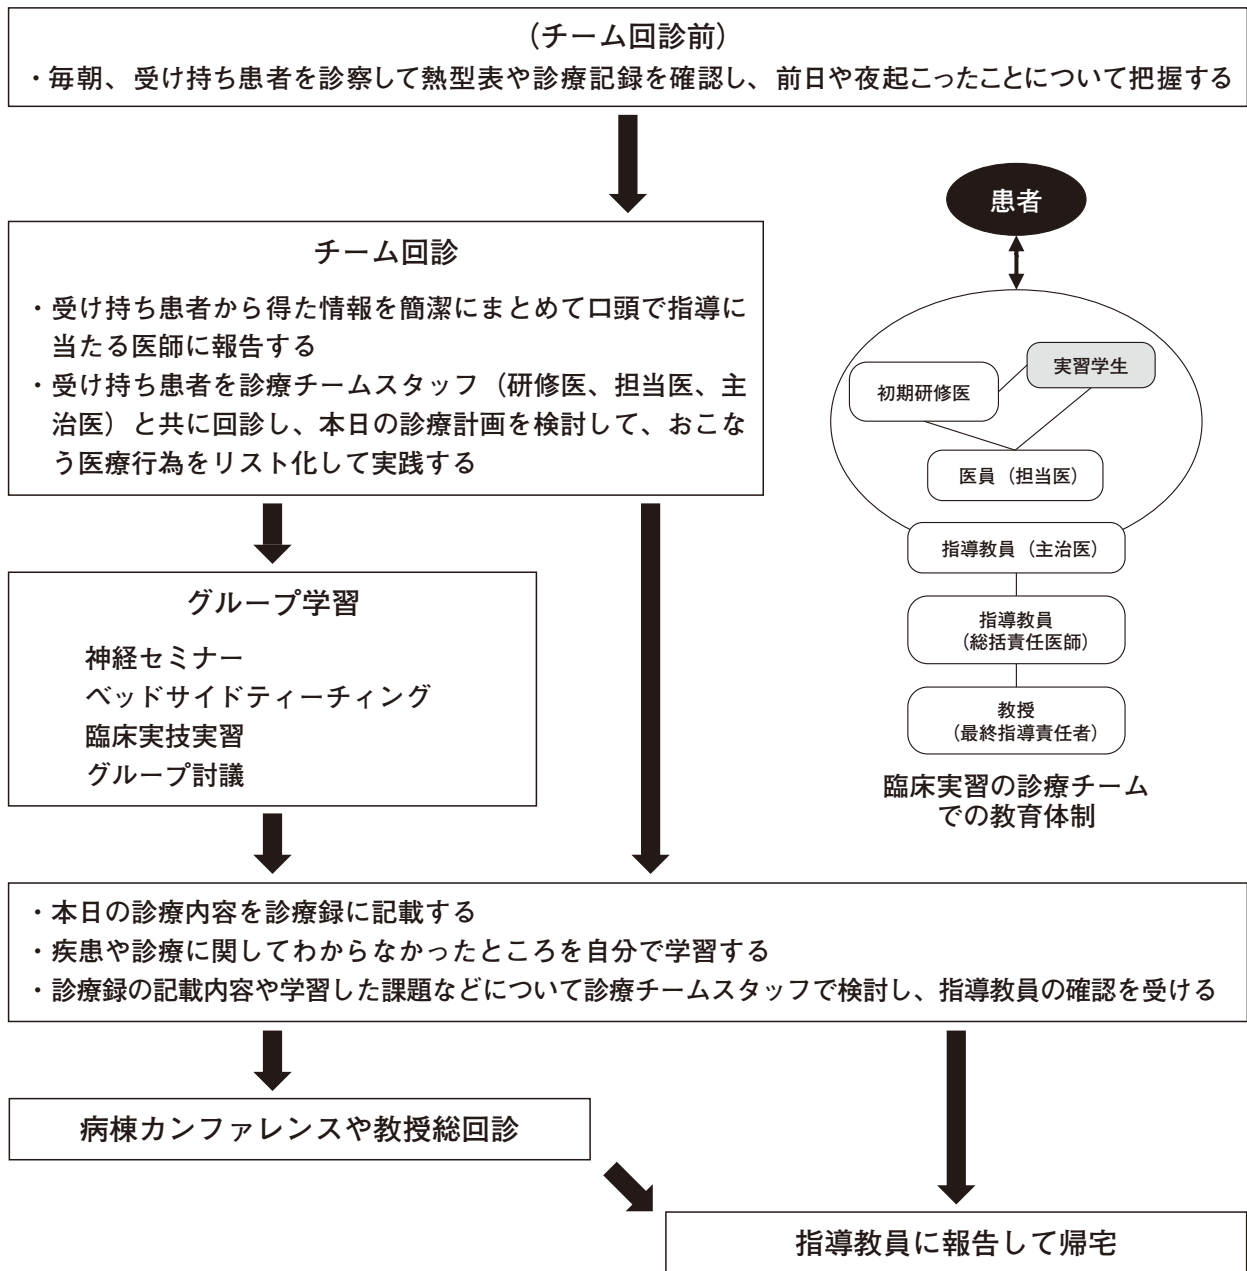 (チーム回診前)
・毎朝、受け持ち患者を診察して熱型表や診療記録を確認し、前日や夜起こったことについて把握する
チーム回診
・受け持ち患者から得た情報を簡潔にまとめて口頭で指導に
当たる医師に報告する
・受け持ち患者を診療チームスタッフ（研修医、担当医、主
治医）と共に回診し、本日の診療計画を検討して、おこな
う医療行為をリスト化して実践する
患者
初期研修医
実習学生
医員（担当医）
指導教員（主治医）
指導教員
（総括責任医師）
教授
（最終指導責任者）
臨床実習の診療チーム
での教育体制
グループ学習
神経セミナー
ベッドサイドティーチング
臨床実技実習
グループ討議
・本日の診療内容を診療録に記載する
・疾患や診療に関してわからなかったところを自分で学習する
・診療録の記載内容や学習した課題などについて診療チームスタッフで検討し、指導教員の確認を受ける
病棟カンファレンスや教授総回診
指導教員に報告して帰宅